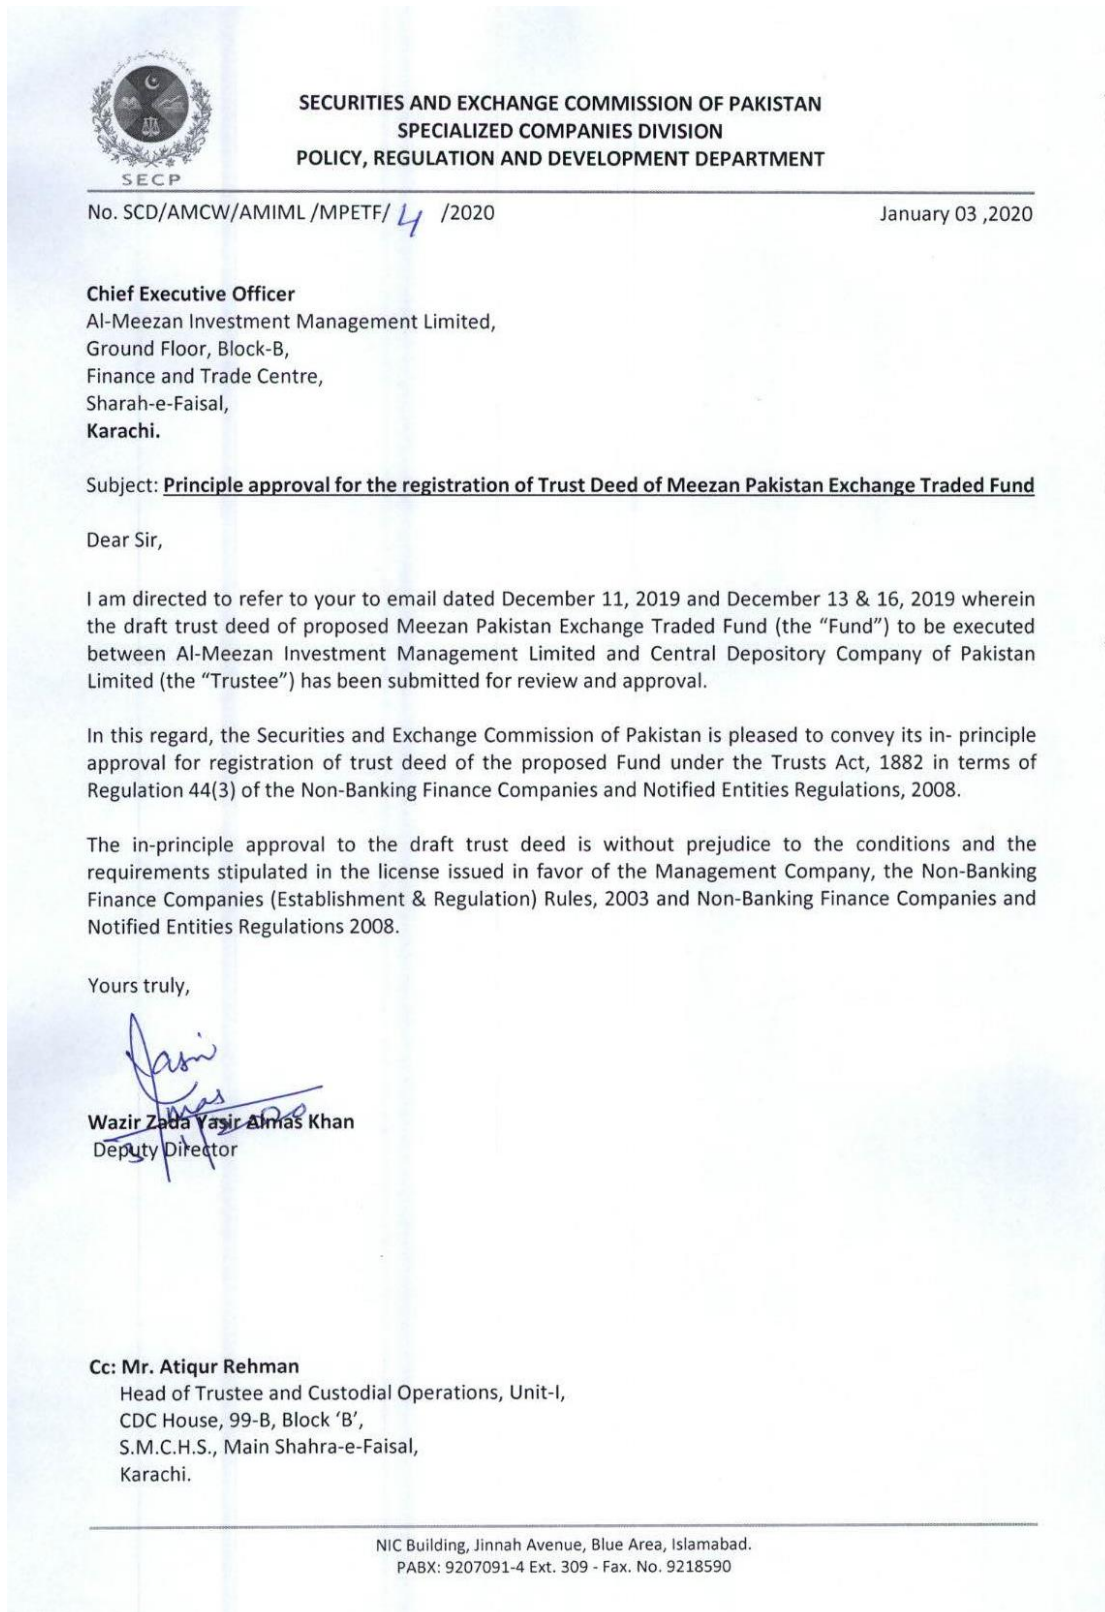 SECP
SECURITIES AND EXCHANGE COMMISSION OF PAKISTAN
SPECIALIZED COMPANIES DIVISION
POLICY, REGULATION AND DEVELOPMENT DEPARTMENT
No. SCD/AMCW/AMIML /MPETF/ 4 /2020
January 03 ,2020
Chief Executive Officer
Al-Meezan Investment Management Limited,
Ground Floor, Block-B,
Finance and Trade Centre,
Sharah-e-Faisal,
Karachi.
Subject: Principle approval for the registration of Trust Deed of Meezan Pakistan Exchange Traded Fund
Dear Sir,
I am directed to refer to your to email dated December 11, 2019 and December 13 & 16, 2019 wherein
the draft trust deed of proposed Meezan Pakistan Exchange Traded Fund (the “Fund”) to be executed
between Al-Meezan Investment Management Limited and Central Depository Company of Pakistan
Limited (the “Trustee”) has been submitted for review and approval.
In this regard, the Securities and Exchange Commission of Pakistan is pleased to convey its in- principle
approval for registration of trust deed of the proposed Fund under the Trusts Act, 1882 in terms of
Regulation 44(3) of the Non-Banking Finance Companies and Notified Entities Regulations, 2008.
The in-principle approval to the draft trust deed is without prejudice to the conditions and the
requirements stipulated in the license issued in favor of the Management Company, the Non-Banking
Finance Companies (Establishment & Regulation) Rules, 2003 and Non-Banking Finance Companies and
Notified Entities Regulations 2008.
Yours truly,
Wazir Zada Yasir Almas Khan
Deputy Director
Cc: Mr. Atiqur Rehman
Head of Trustee and Custodial Operations, Unit-I,
CDC House, 99-B, Block ‘B’,
S.M.C.H.S., Main Shahra-e-Faisal,
Karachi.
NIC Building, Jinnah Avenue, Blue Area, Islamabad.
PABX: 9207091-4 Ext. 309 - Fax. No. 9218590